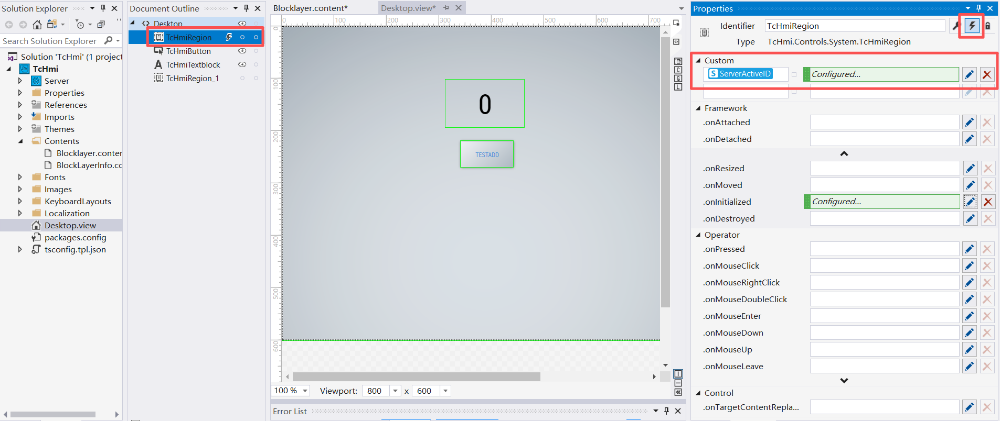 Solution Explorer
Search Solution Explorer
Solution 'TcHmi' (1 project
TcHmi
Server
Properties
References
Imports
Themes
Contents
Blocklayer.conter
BlockLayerInfo.cc
Fonts
Images
KeyboardLayouts
Localization
Desktop.view
packages.config
tsconfig.tpl.json
Document Outline
Desktop
TcHmiRegion
TcHmiButton
TcHmiTextblock
TcHmiRegion_1
Blocklayer.content*
Desktop.view*
0 100 200 300 400 500 600 700
0
100
200
300
400
500
600
0
TESTADD
C
G
L
100 %
Viewport: 800 x 600
Error List
Properties
Identifier TcHmiRegion
Type TcHmi.Controls.System.TcHmiRegion
Custom
S ServerActiveID Configured...
Framework
.onAttached
.onDetached
.onResized
.onMoved
.onInitialized Configured...
.onDestroyed
Operator
.onPressed
.onMouseClick
.onMouseRightClick
.onMouseDoubleClick
.onMouseEnter
.onMouseDown
.onMouseUp
.onMouseLeave
Control
.onTargetContentRepla...